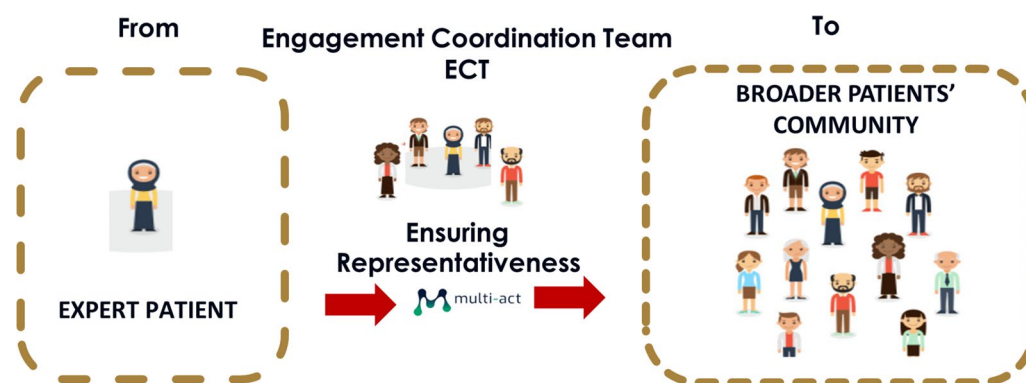 From
Engagement Coordination Team
ECT
To
EXPERT PATIENT
Ensuring
Representativeness
multi-act
BROADER PATIENTS'
COMMUNITY